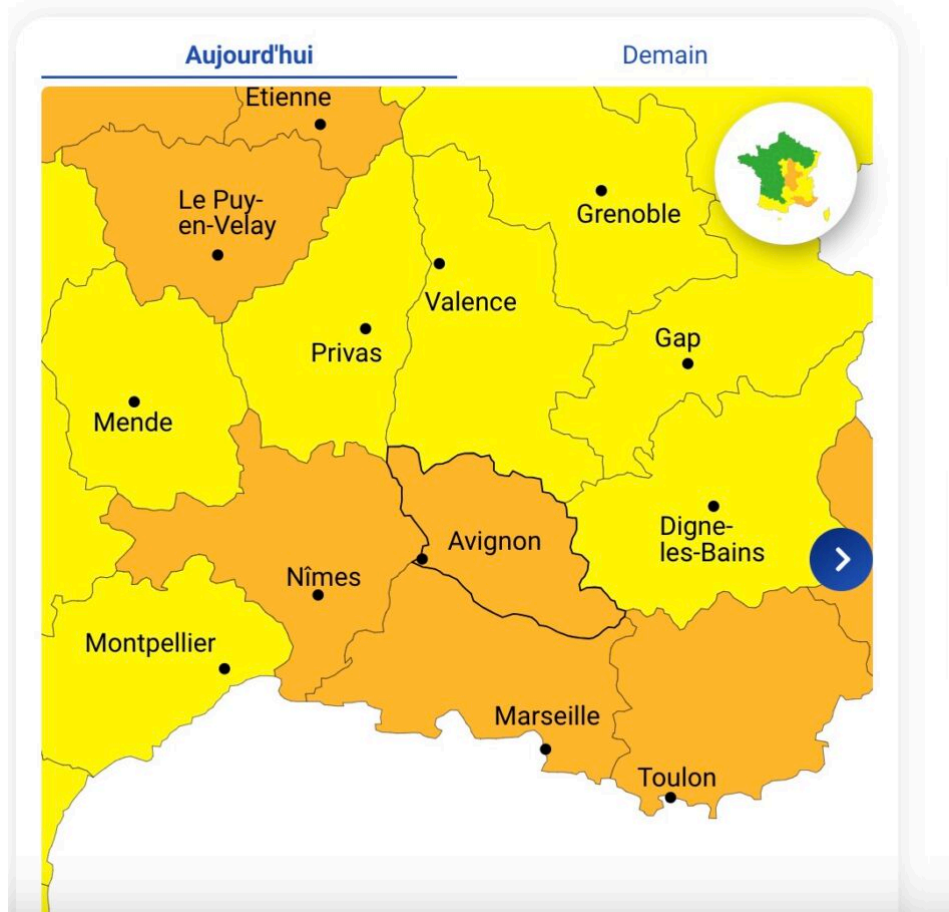 Aujourd'hui
Demain
Etienne
Le Puy-
en-Velay
Grenoble
Valence
Gap
Privas
Mende
Digne-
les-Bains
Avignon
Nîmes
Montpellier
Marseille
Toulon